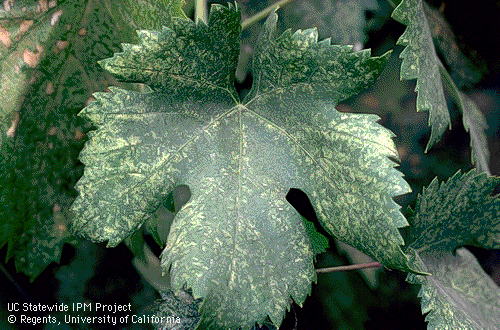 UC Statewide IPM Project
© Regents, University of California